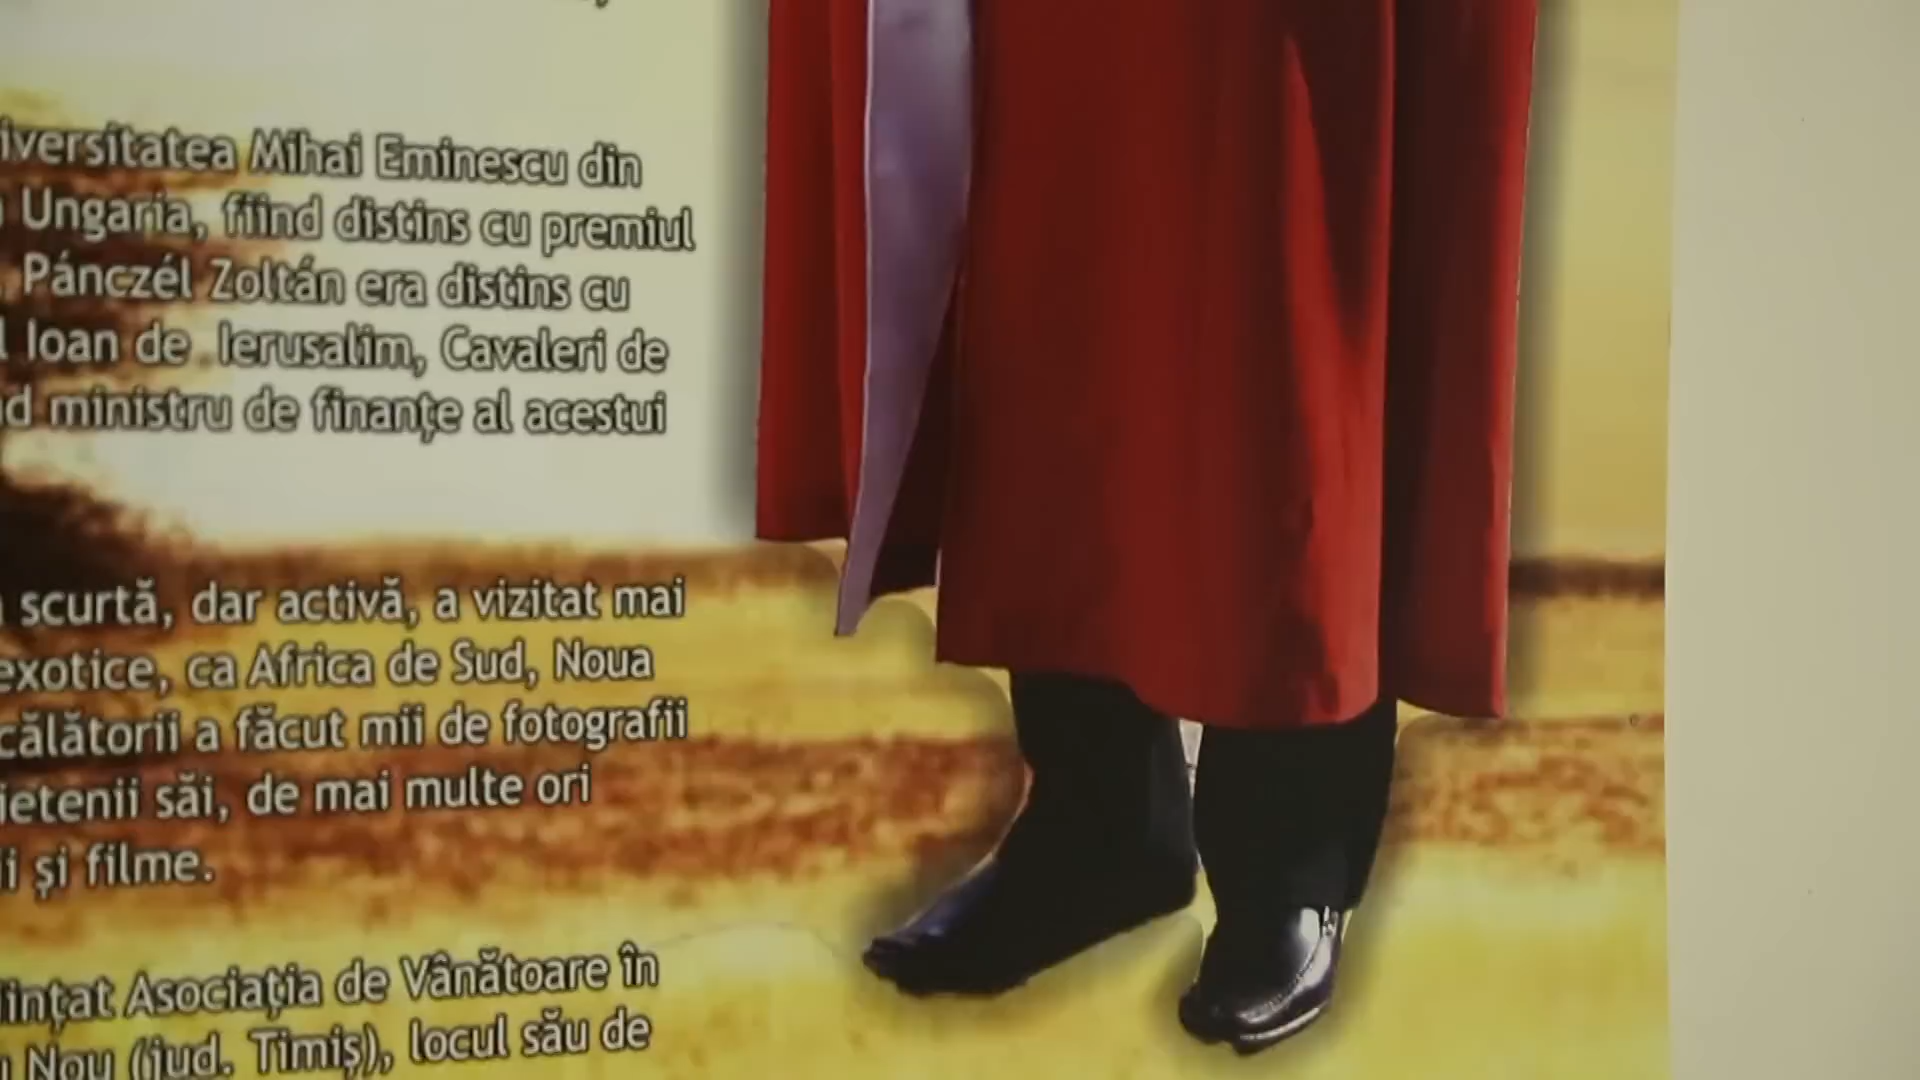 iversitatea Mihai Eminescu din
Ungaria, fiind distins cu premiul
, Pánczél Zoltán era distins cu
l Ioan de Ierusalim, Cavaleri de
d ministru de finanțe al acestui
scurtă, dar activă, a vizitat mai
exotice, ca Africa de Sud, Noua
călătorii a făcut mii de fotografii
ietenii săi, de mai multe ori
ii și filme.
ințat Asociația de Vânătoare în
Nou (jud. Timiș), locul său de